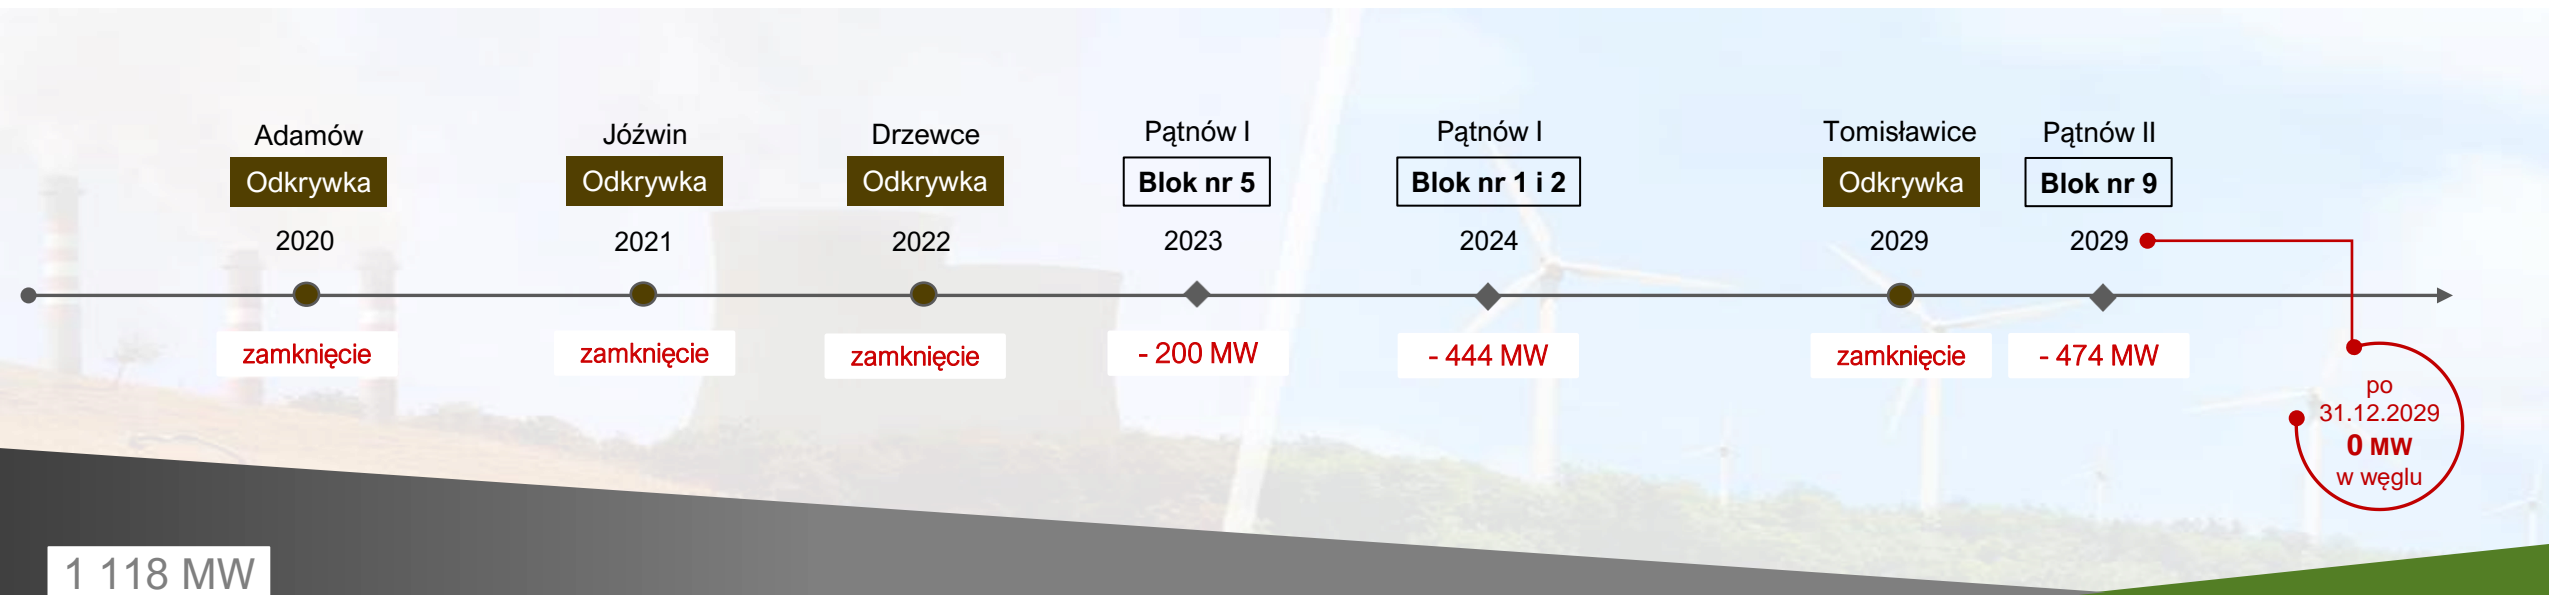 Adamów
Odkrywka
2020
zamknięcie
Jóźwin
Odkrywka
2021
zamknięcie
Drzewce
Odkrywka
2022
zamknięcie
Pątnów I
Blok nr 5
2023
- 200 MW
Pątnów I
Blok nr 1 i 2
2024
- 444 MW
Tomisławice
Odkrywka
2029
zamknięcie
Pątnów II
Blok nr 9
2029
- 474 MW
po
31.12.2029
0 MW
w węglu
1 118 MW